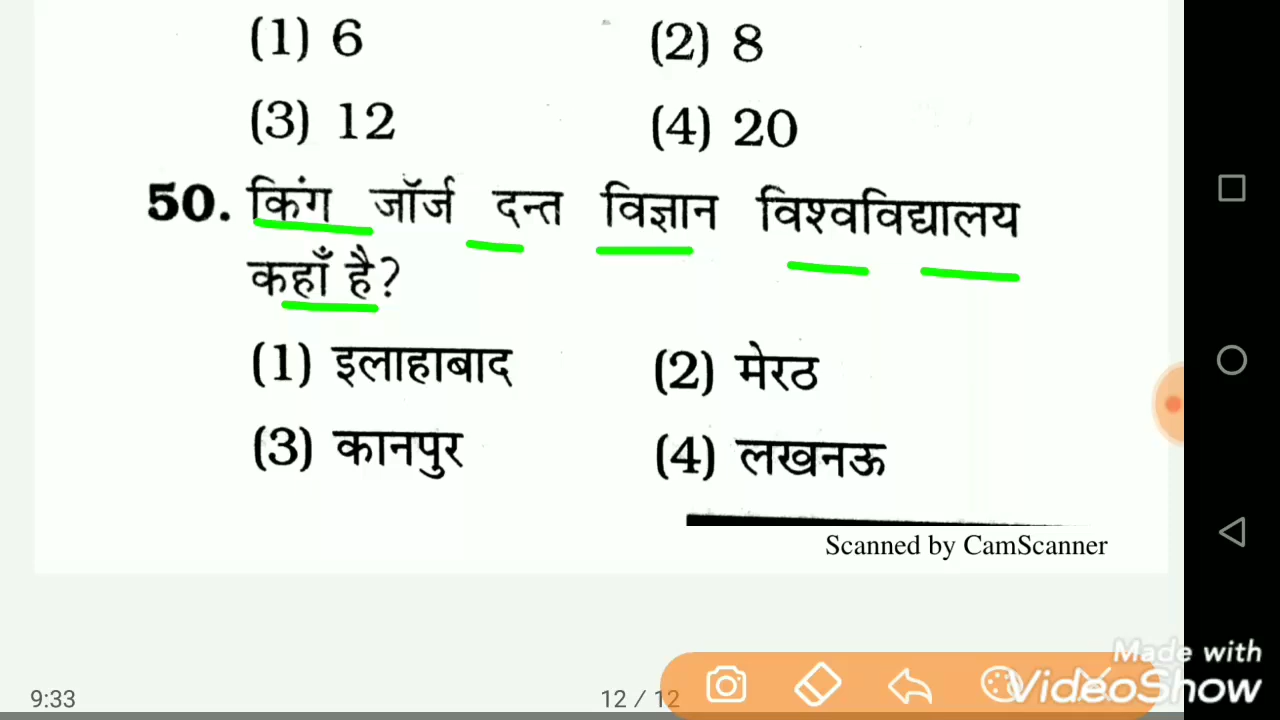 (1) 6 (2) 8
(3) 12 (4) 20
50. किंग जॉर्ज दन्त विज्ञान विश्वविद्यालय
कहाँ है?
(1) इलाहाबाद (2) मेरठ
(3) कानपुर (4) लखनऊ
Scanned by CamScanner
9:33 12 / 12
Made with
VideoShow